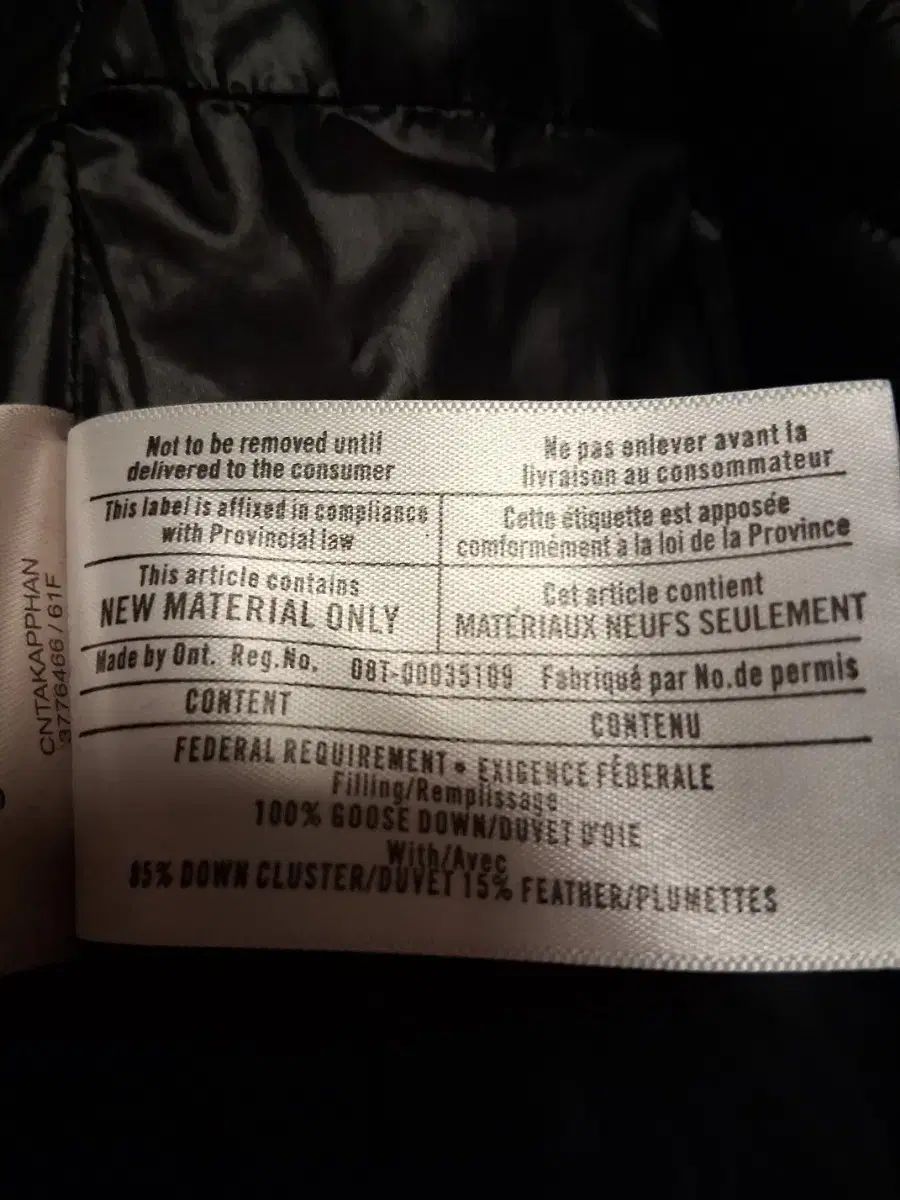 Not to be removed until
delivered to the consumer
Ne pas enlever avant la
livraison au consommateur
This label is affixed in compliance
with Provincial law
Cette étiquette est apposée
comformément a la loi de la Province
This article contains
NEW MATERIAL ONLY
Cet article contient
MATÉRIAUX NEUFS SEULEMENT
Made by Ont. Reg.No. 08T-00035109 Fabriqué par No.de permis
CONTENT
CONTENU
FEDERAL REQUIREMENT • EXIGENCE FÉDERALE
Filling/Remplissage
100% GOOSE DOWN/DUVET D'OIE
With/Avec
85% DOWN CLUSTER/DUVET 15% FEATHER/PLUMETTES
CNTAKAPPHAN
3776466/61F